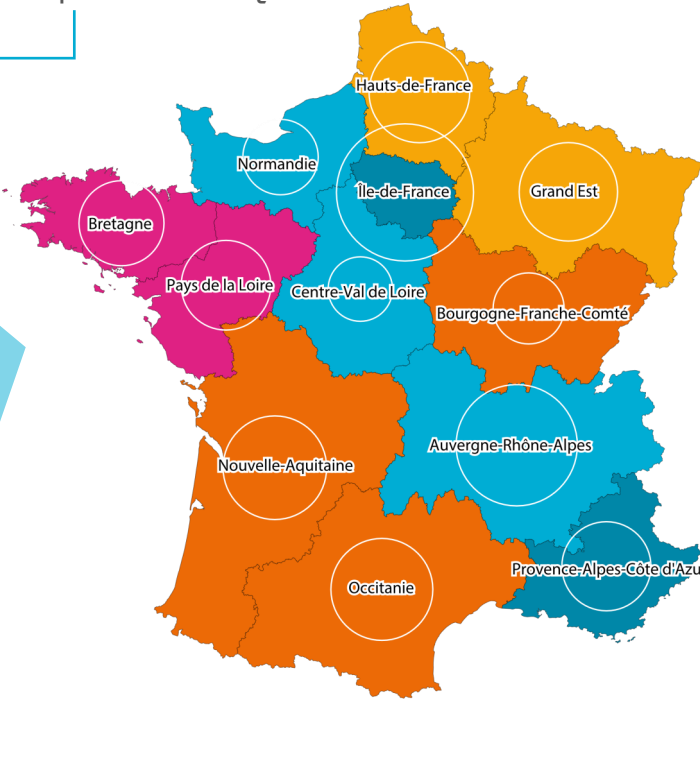 Hauts-de-France
Normandie
Île-de-France
Grand Est
Bretagne
Pays de la Loire
Centre-Val de Loire
Bourgogne-Franche-Comté
Auvergne-Rhône-Alpes
Nouvelle-Aquitaine
Provence-Alpes-Côte d'Azu
Occitanie